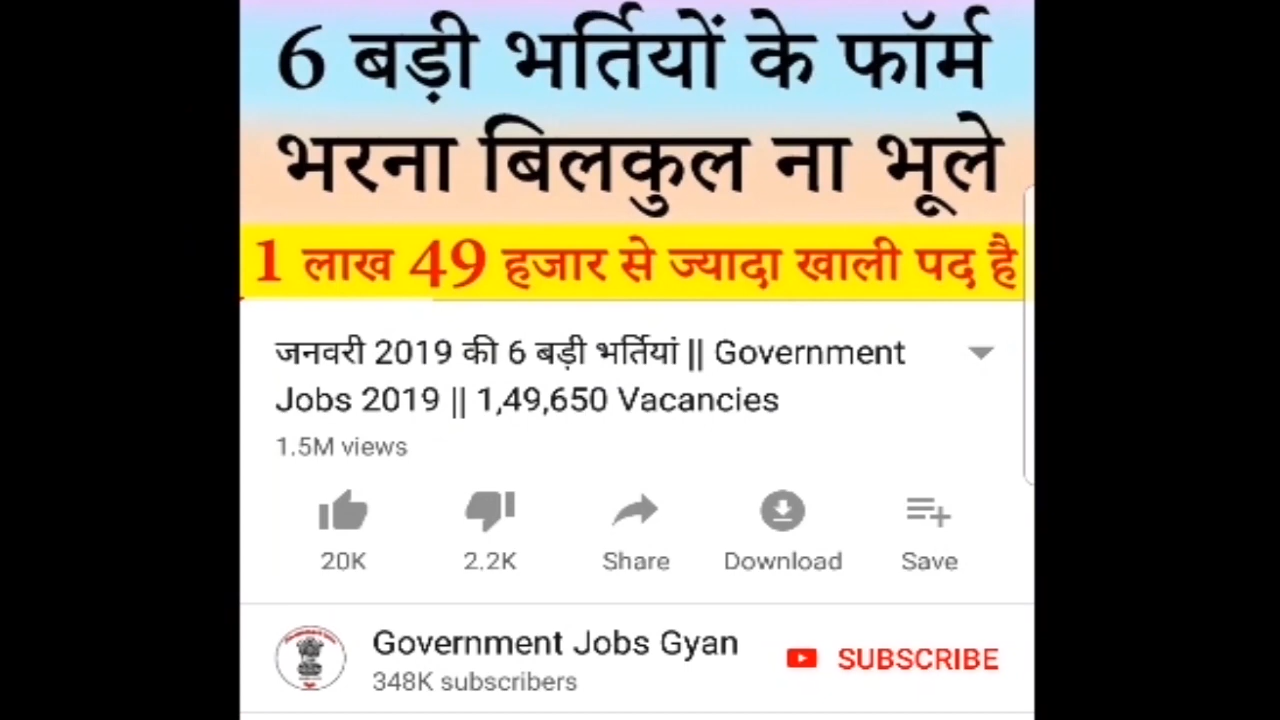 6 बड़ी भर्तियों के फॉर्म
भरना बिलकुल ना भूले
1 लाख 49 हजार से ज्यादा खाली पद है
जनवरी 2019 की 6 बड़ी भर्तियां || Government
Jobs 2019 || 1,49,650 Vacancies
1.5M views
20K 2.2K Share Download Save
Government Jobs Gyan
SUBSCRIBE
348K subscribers